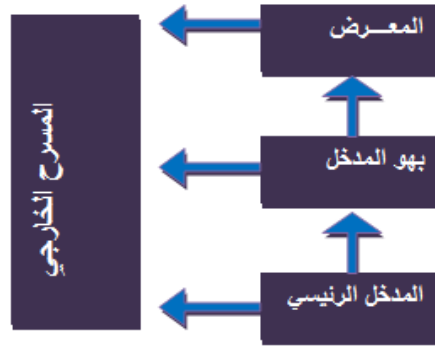 المعـــرض
بهو المدخل
المدخل الرئيسي
المسرح الخارجي